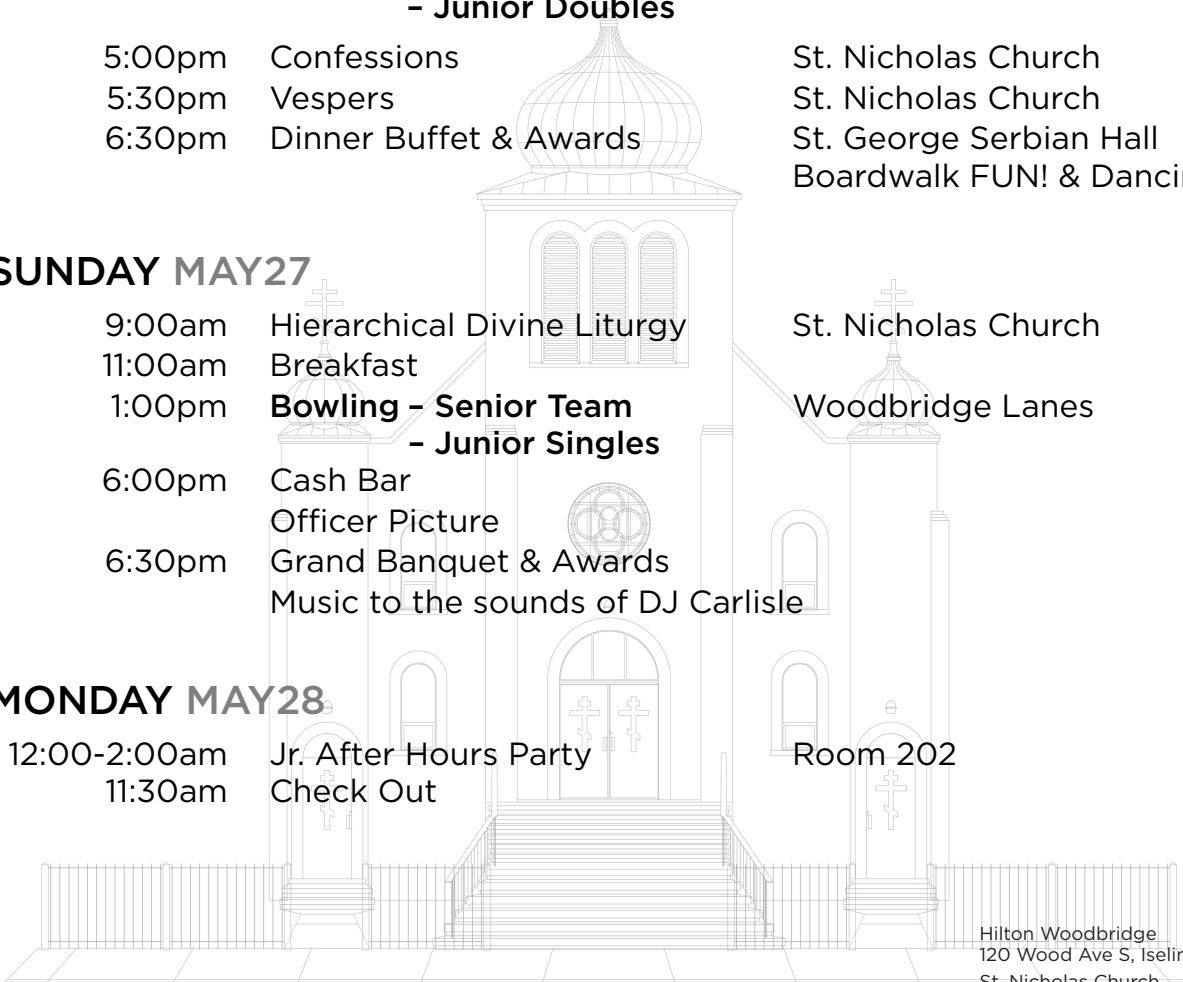 – Junior Doubles
5:00pm Confessions St. Nicholas Church
5:30pm Vespers St. Nicholas Church
6:30pm Dinner Buffet & Awards St. George Serbian Hall
Boardwalk FUN! & Danci
SUNDAY MAY27
9:00am Hierarchical Divine Liturgy St. Nicholas Church
11:00am Breakfast
1:00pm Bowling – Senior Team Woodbridge Lanes
– Junior Singles
6:00pm Cash Bar
Officer Picture
6:30pm Grand Banquet & Awards
Music to the sounds of DJ Carlisle
MONDAY MAY28
12:00-2:00am Jr. After Hours Party Room 202
11:30am Check Out
Hilton Woodbridge
120 Wood Ave S, Iselin
St. Nicholas Church